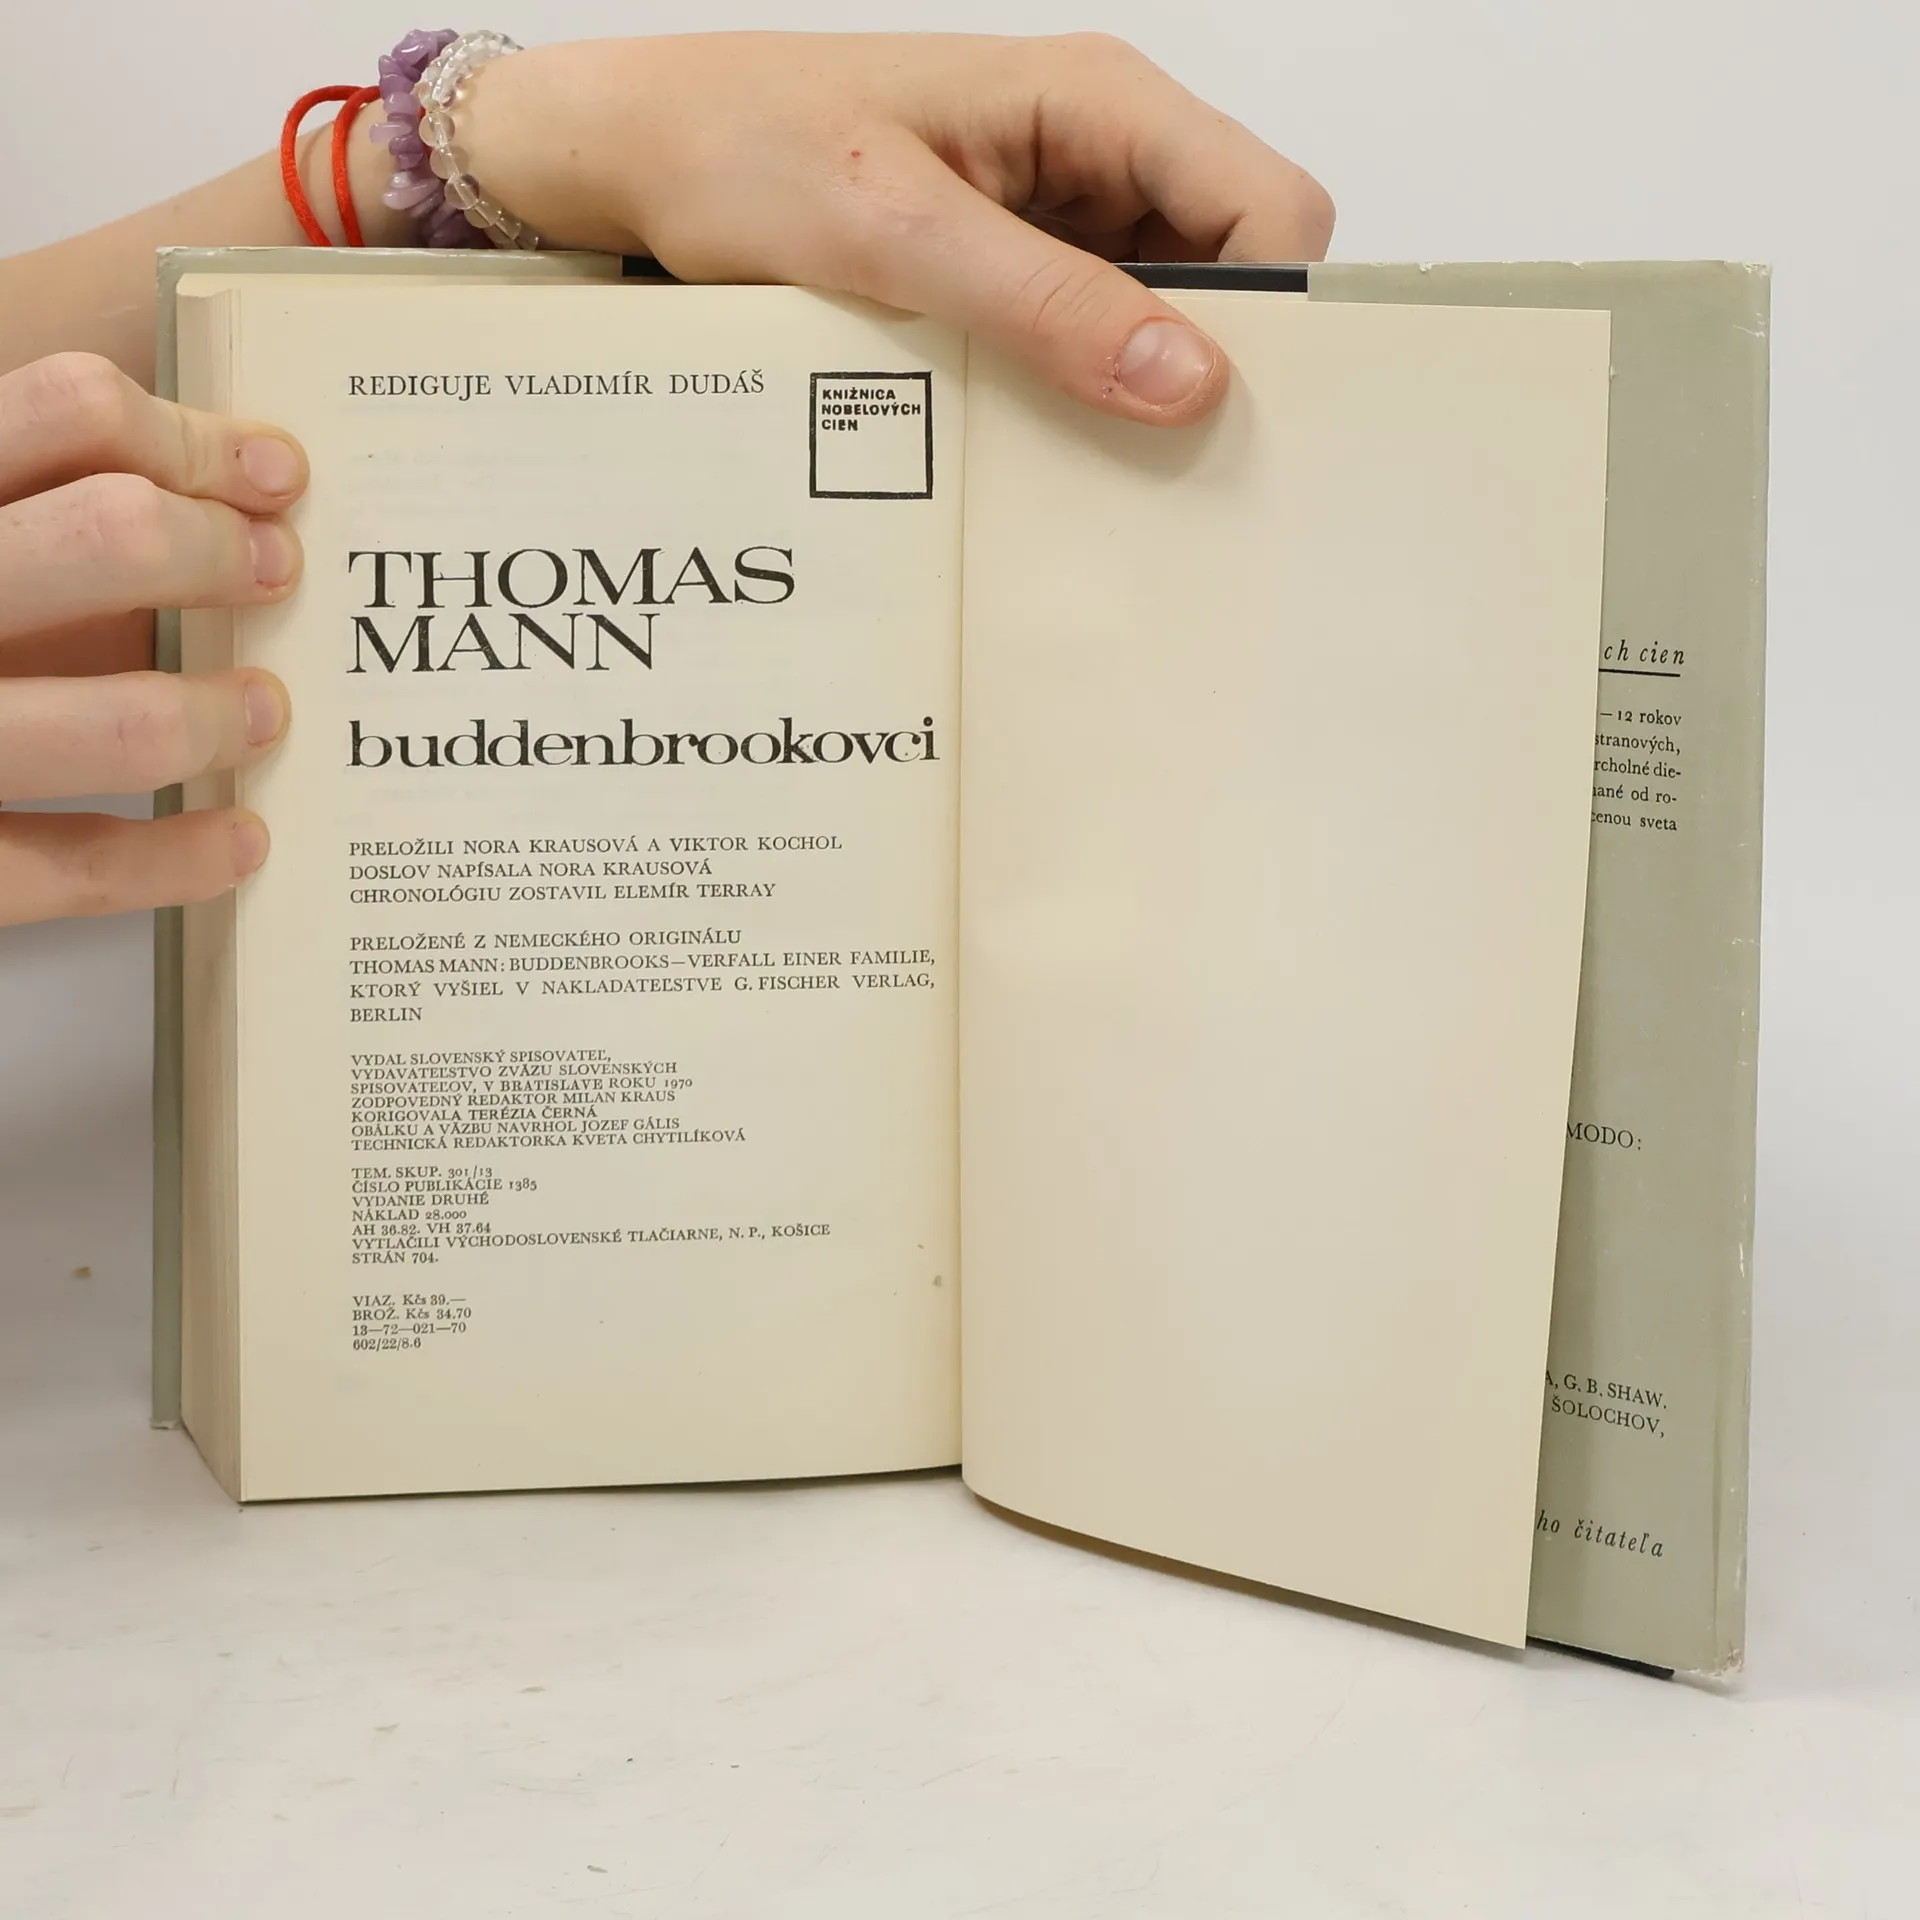 REDIGUJE VLADIMÍR DUDÁŠ
KNIŽNICA
NOBELOVÝCH
CIEN
THOMAS
MANN
buddenbrookovci
PRELOŽILI NORA KRAUSOVÁ A VIKTOR KOCHOL
DOSLOV NAPÍSALA NORA KRAUSOVÁ
CHRONOLÓGIU ZOSTAVIL ELEMÍR TERRAY
PRELOŽENÉ Z NEMECKÉHO ORIGINÁLU
THOMAS MANN: BUDDENBROOKS—VERFALL EINER FAMILIE,
KTORÝ VYŠIEL V NAKLADATEĽSTVE G. FISCHER VERLAG,
BERLIN
VYDAL SLOVENSKÝ SPISOVATEĽ,
VYDAVATEĽSTVO ZVÄZU SLOVENSKÝCH
SPISOVATEĽOV, V BRATISLAVE ROKU 1970
ZODPOVEDNÝ REDAKTOR MILAN KRAUS
KORIGOVALA TERÉZIA ČERNÁ
OBÁLKU A VÄZBU NAVRHOL JOZEF GÁLIS
TECHNICKÁ REDAKTORKA KVETA CHYTILÍKOVÁ
TEM. SKUP. 301/13
ČÍSLO PUBLIKÁCIE 1385
VYDANIE DRUHÉ
NÁKLAD 28.000
AH 36.82. VH 37.64
VYTLAČILI VÝCHODOSLOVENSKÉ TLAČIARNE, N. P., KOŠICE
STRÁN 704.
VIAZ. Kčs 39.—
BROŽ. Kčs 34.70
13—72—021—70
602/22/8.6
ch cien
—12 rokov
stranových,
rcholné die-
ané od ro-
cenou sveta
MODO:
A, G. B. SHAW.
ŠOLOCHOV,
ho čitateľa